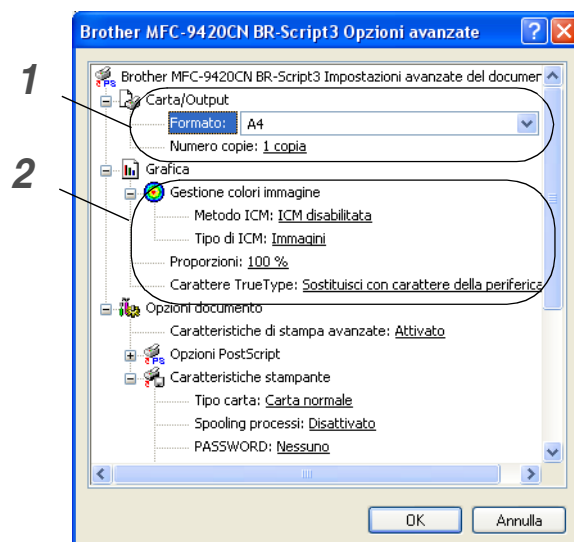 Brother MFC-9420CN BR-Script3 Opzioni avanzate
1
Brother MFC-9420CN BR-Script3 Impostazioni avanzate del documer
Carta/Output
Formato: A4
Numero copie: 1 copia
2
Grafica
Gestione colori immagine
Metodo ICM: ICM disabilitata
Tipo di ICM: Immagini
Proporzioni: 100 %
Carattere TrueType: Sostituisci con carattere della periferica
Opzioni documento
Caratteristiche di stampa avanzate: Attivato
Opzioni PostScript
Caratteristiche stampante
Tipo carta: Carta normale
Spooling processi: Disattivato
PASSWORD: Nessuno
OK Annulla